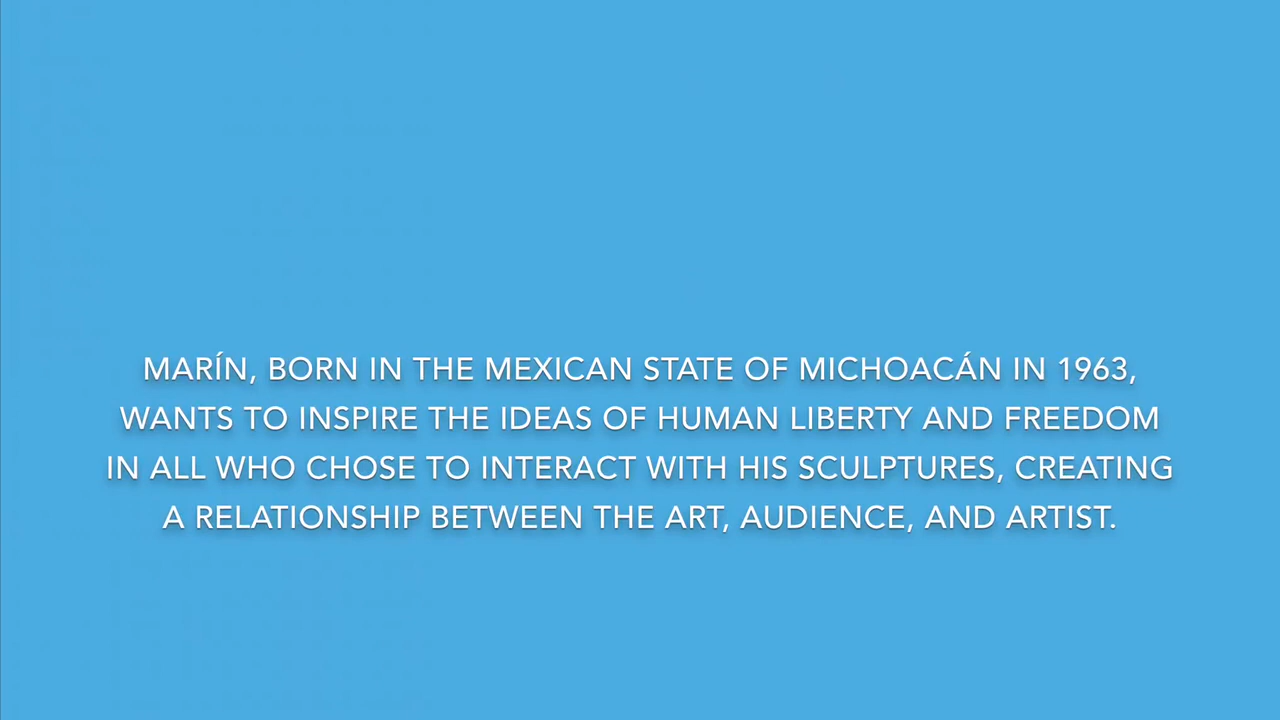 MARÍN, BORN IN THE MEXICAN STATE OF MICHOACÁN IN 1963,
WANTS TO INSPIRE THE IDEAS OF HUMAN LIBERTY AND FREEDOM
IN ALL WHO CHOSE TO INTERACT WITH HIS SCULPTURES, CREATING
A RELATIONSHIP BETWEEN THE ART, AUDIENCE, AND ARTIST.